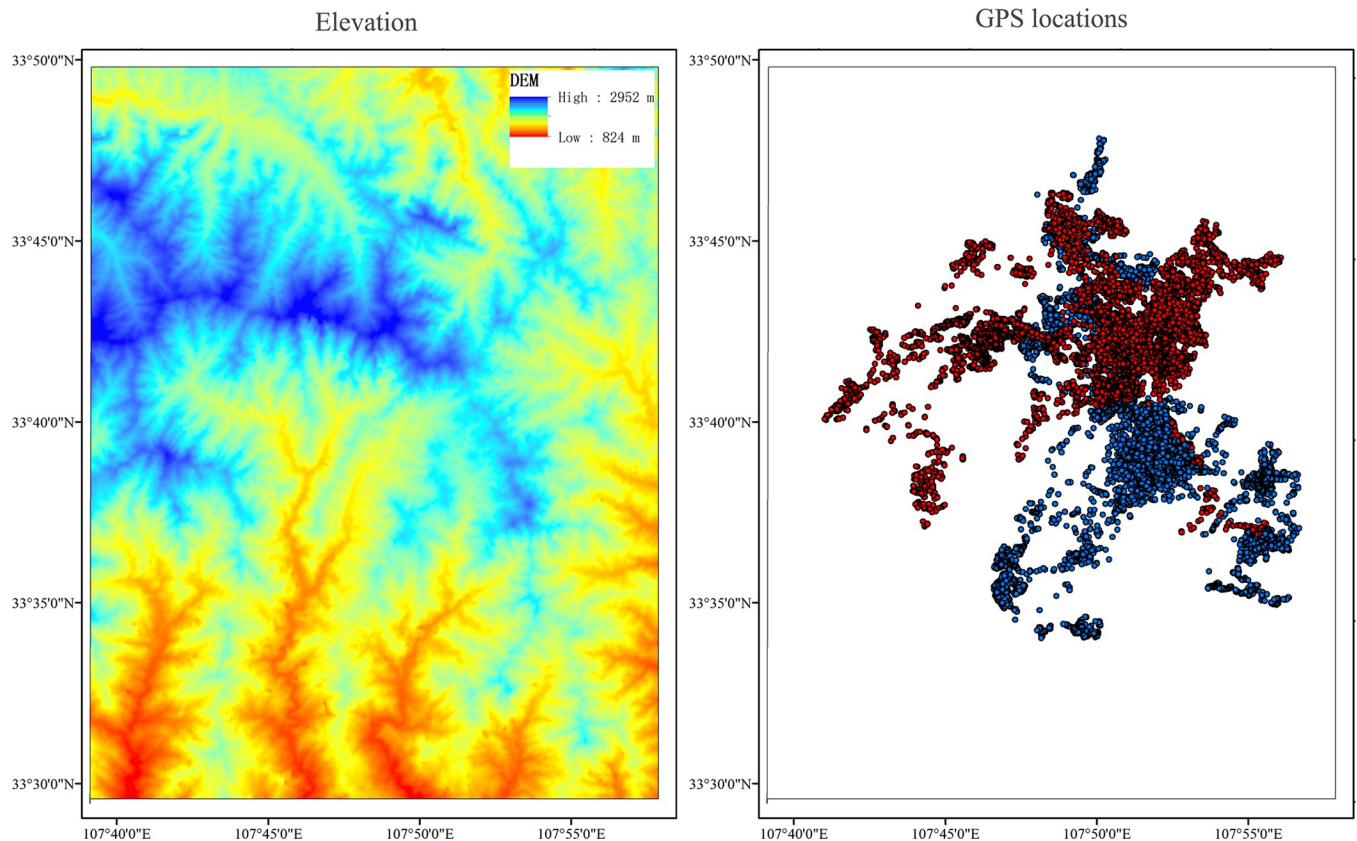 Elevation
GPS locations
33°50'0"N
33°45'0"N
33°40'0"N
33°35'0"N
33°30'0"N
107°40'0"E
107°45'0"E
107°50'0"E
107°55'0"E
DEM
High : 2952 m
Low : 824 m
33°50'0"N
33°45'0"N
33°40'0"N
33°35'0"N
33°30'0"N
107°40'0"E
107°45'0"E
107°50'0"E
107°55'0"E